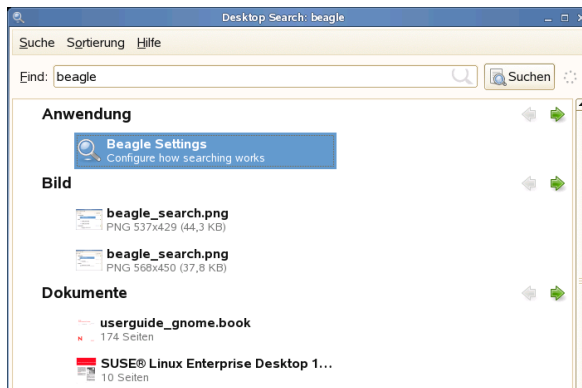 Desktop Search: beagle
Suche Sortierung Hilfe
Find: beagle Suchen
Anwendung
Beagle Settings
Configure how searching works
Bild
beagle_search.png
PNG 537x429 (44,3 KB)
beagle_search.png
PNG 568x450 (37,8 KB)
Dokumente
userguide_gnome.book
174 Seiten
SUSE® Linux Enterprise Desktop 1...
10 Seiten